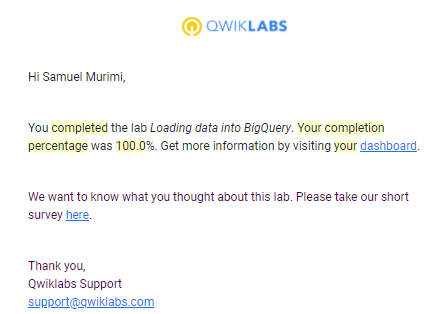 QWIKLABS
Hi Samuel Murimi,
You completed the lab Loading data into BigQuery. Your completion
percentage was 100.0%. Get more information by visiting your dashboard.
We want to know what you thought about this lab. Please take our short
survey here.
Thank you,
Qwiklabs Support
support@qwiklabs.com